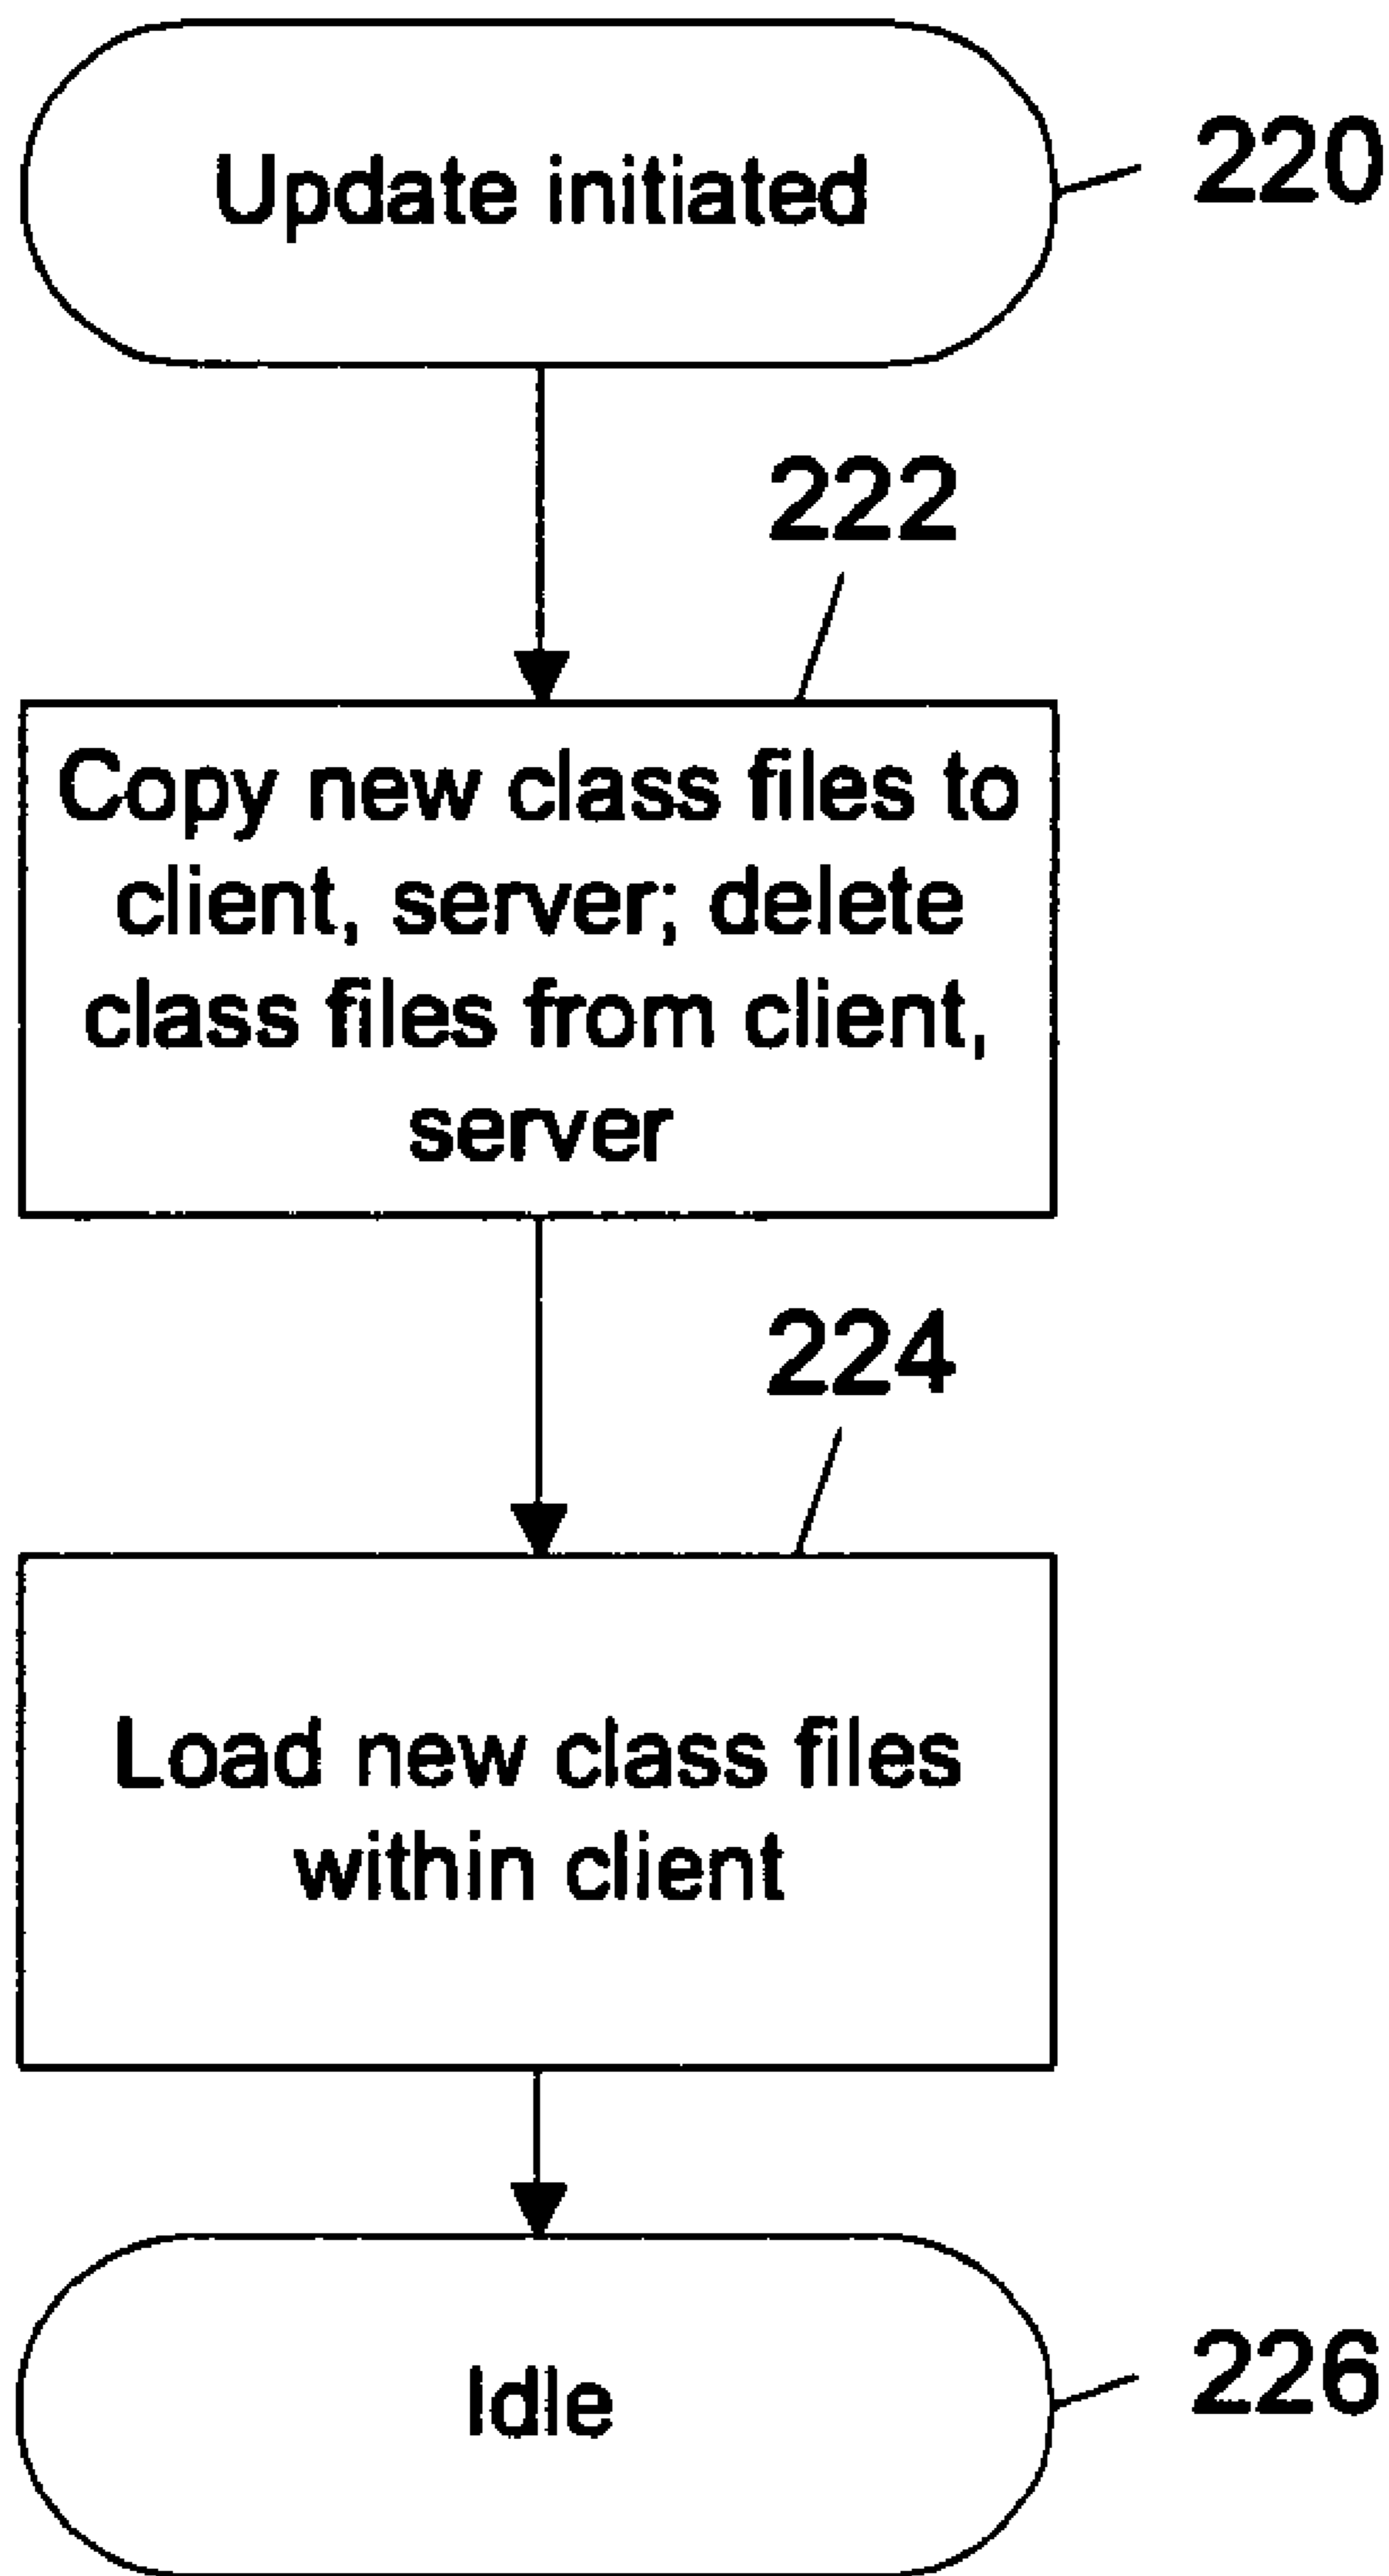 Update initiated
220
222
Copy new class files to
client, server; delete
class files from client,
server
224
Load new class files
within client
Idle
226